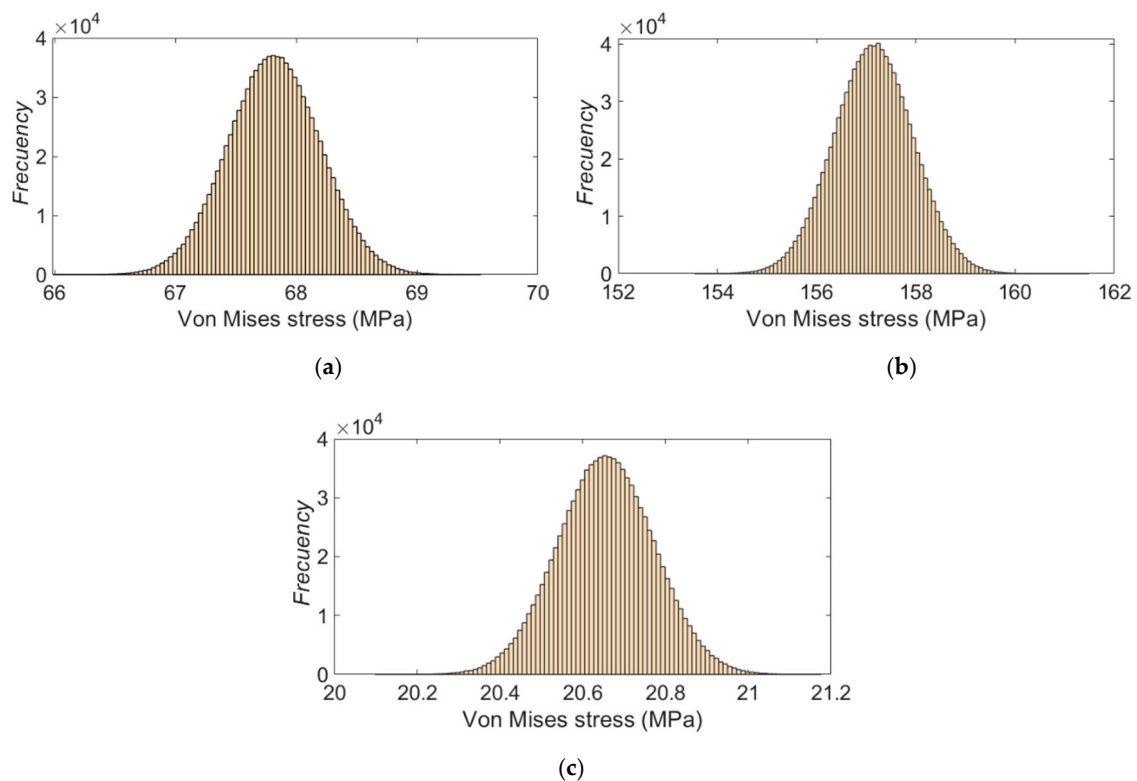 ×10⁴
4
3
2
1
0
Frecuency
66 67 68 69 70
Von Mises stress (MPa)
(a)
×10⁴
4
3
2
1
0
Frecuency
152 154 156 158 160 162
Von Mises stress (MPa)
(b)
×10⁴
4
3
2
1
0
Frecuency
20 20.2 20.4 20.6 20.8 21 21.2
Von Mises stress (MPa)
(c)